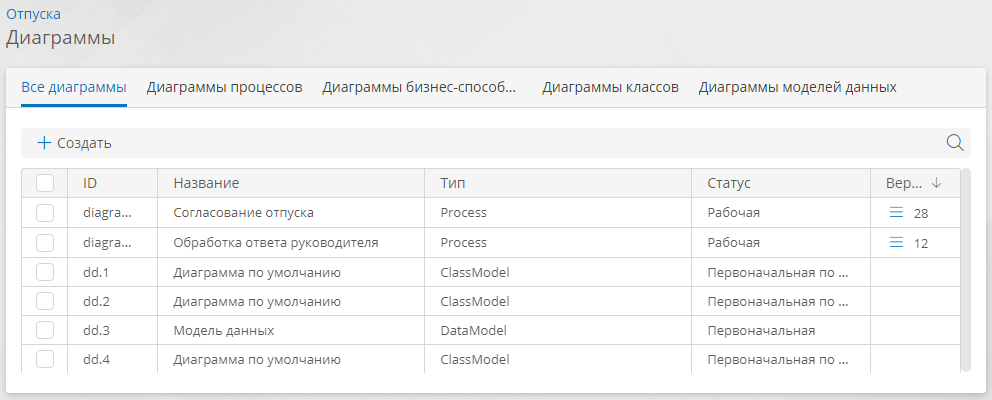 Отпуска
Диаграммы
Все диаграммы Диаграммы процессов Диаграммы бизнес-способ... Диаграммы классов Диаграммы моделей данных
Создать
ID Название Тип Статус Вер...
diagra... Согласование отпуска Process Рабочая 28
diagra... Обработка ответа руководителя Process Рабочая 12
dd.1 Диаграмма по умолчанию ClassModel Первоначальная по ...
dd.2 Диаграмма по умолчанию ClassModel Первоначальная по ...
dd.3 Модель данных DataModel Первоначальная
dd.4 Диаграмма по умолчанию ClassModel Первоначальная по ...